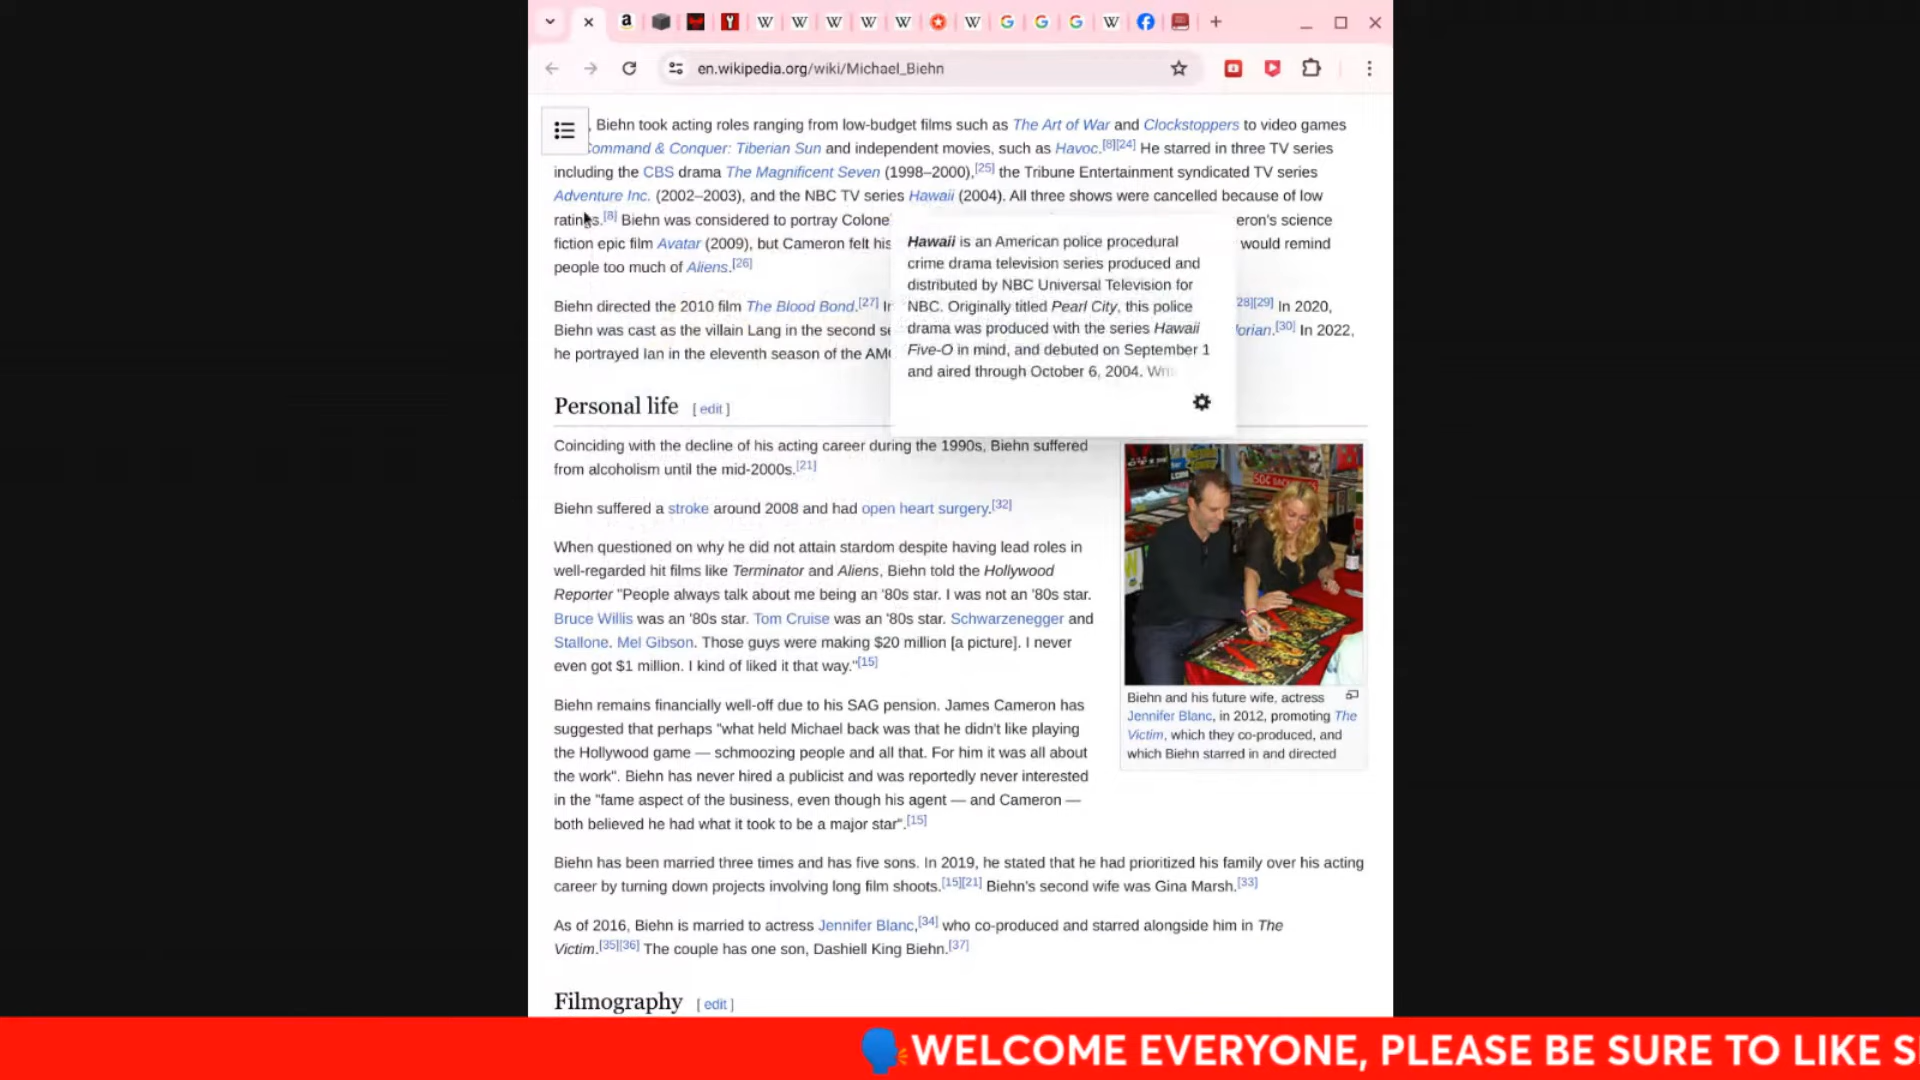 en.wikipedia.org/wiki/Michael_Biehn
, Biehn took acting roles ranging from low-budget films such as The Art of War and Clockstoppers to video games
ommand & Conquer: Tiberian Sun and independent movies, such as Havoc.[8][24] He starred in three TV series
including the CBS drama The Magnificent Seven (1998–2000),[25] the Tribune Entertainment syndicated TV series
Adventure Inc. (2002–2003), and the NBC TV series Hawaii (2004). All three shows were cancelled because of low
ratings.[8] Biehn was considered to portray Colone eron's science
fiction epic film Avatar (2009), but Cameron felt his would remind
people too much of Aliens.[26]
Biehn directed the 2010 film The Blood Bond.[27] I 28][29] In 2020,
Biehn was cast as the villain Lang in the second se lorian.[30] In 2022,
he portrayed Ian in the eleventh season of the AM
Hawaii is an American police procedural
crime drama television series produced and
distributed by NBC Universal Television for
NBC. Originally titled Pearl City, this police
drama was produced with the series Hawaii
Five-O in mind, and debuted on September 1
and aired through October 6, 2004.
Personal life [ edit ]
Coinciding with the decline of his acting career during the 1990s, Biehn suffered
from alcoholism until the mid-2000s.[21]
Biehn suffered a stroke around 2008 and had open heart surgery.[32]
When questioned on why he did not attain stardom despite having lead roles in
well-regarded hit films like Terminator and Aliens, Biehn told the Hollywood
Reporter "People always talk about me being an '80s star. I was not an '80s star.
Bruce Willis was an '80s star. Tom Cruise was an '80s star. Schwarzenegger and
Stallone. Mel Gibson. Those guys were making $20 million [a picture]. I never
even got $1 million. I kind of liked it that way."[15]
Biehn remains financially well-off due to his SAG pension. James Cameron has
suggested that perhaps "what held Michael back was that he didn't like playing
the Hollywood game — schmoozing people and all that. For him it was all about
the work". Biehn has never hired a publicist and was reportedly never interested
in the "fame aspect of the business, even though his agent — and Cameron —
both believed he had what it took to be a major star".[15]
Biehn and his future wife, actress
Jennifer Blanc, in 2012, promoting The
Victim, which they co-produced, and
which Biehn starred in and directed
Biehn has been married three times and has five sons. In 2019, he stated that he had prioritized his family over his acting
career by turning down projects involving long film shoots.[15][21] Biehn's second wife was Gina Marsh.[33]
As of 2016, Biehn is married to actress Jennifer Blanc,[34] who co-produced and starred alongside him in The
Victim.[35][36] The couple has one son, Dashiell King Biehn.[37]
Filmography [ edit ]
WELCOME EVERYONE, PLEASE BE SURE TO LIKE S